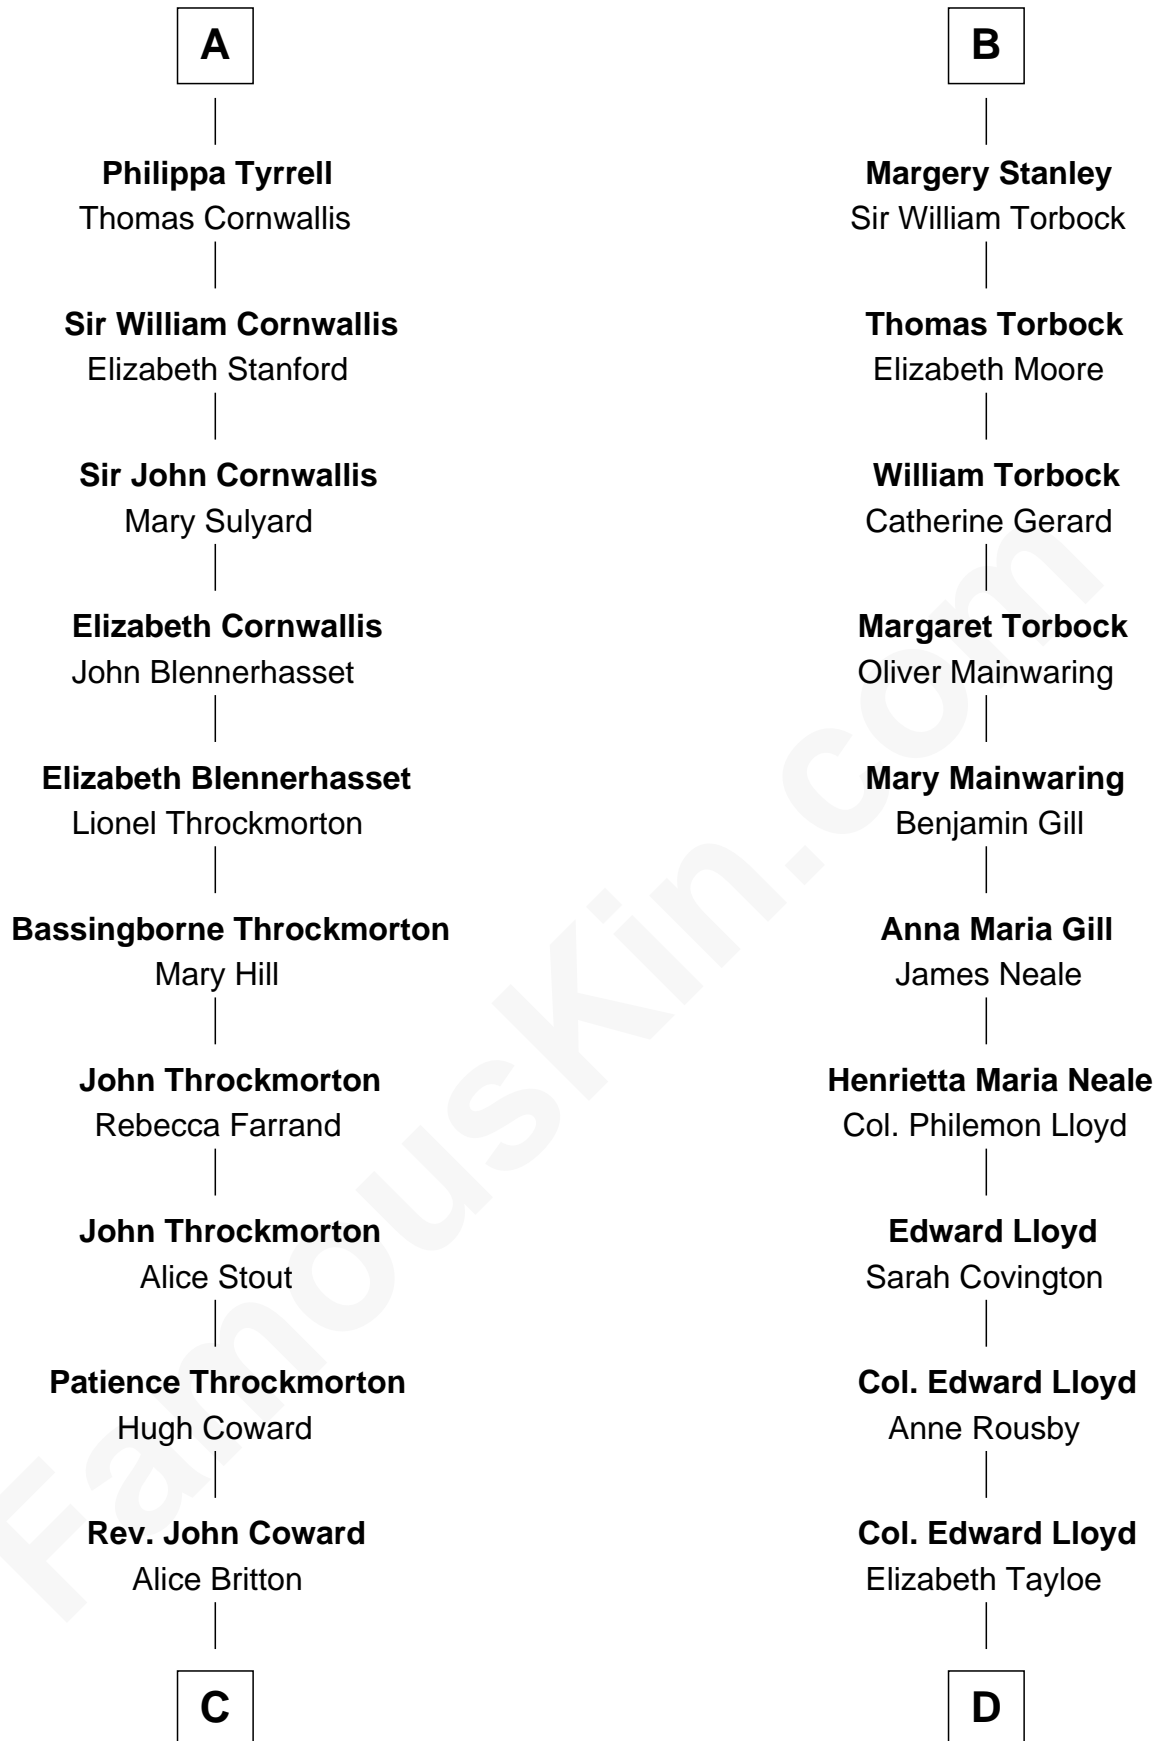 A
Philippa Tyrrell
Thomas Cornwallis
Sir William Cornwallis
Elizabeth Stanford
Sir John Cornwallis
Mary Sulyard
Elizabeth Cornwallis
John Blennerhasset
Elizabeth Blennerhasset
Lionel Throckmorton
Bassingborne Throckmorton
Mary Hill
John Throckmorton
Rebecca Farrand
John Throckmorton
Alice Stout
Patience Throckmorton
Hugh Coward
Rev. John Coward
Alice Britton
C
B
Margery Stanley
Sir William Torbock
Thomas Torbock
Elizabeth Moore
William Torbock
Catherine Gerard
Margaret Torbock
Oliver Mainwaring
Mary Mainwaring
Benjamin Gill
Anna Maria Gill
James Neale
Henrietta Maria Neale
Col. Philemon Lloyd
Edward Lloyd
Sarah Covington
Col. Edward Lloyd
Anne Rousby
Col. Edward Lloyd
Elizabeth Tayloe
D
FamousKin.com